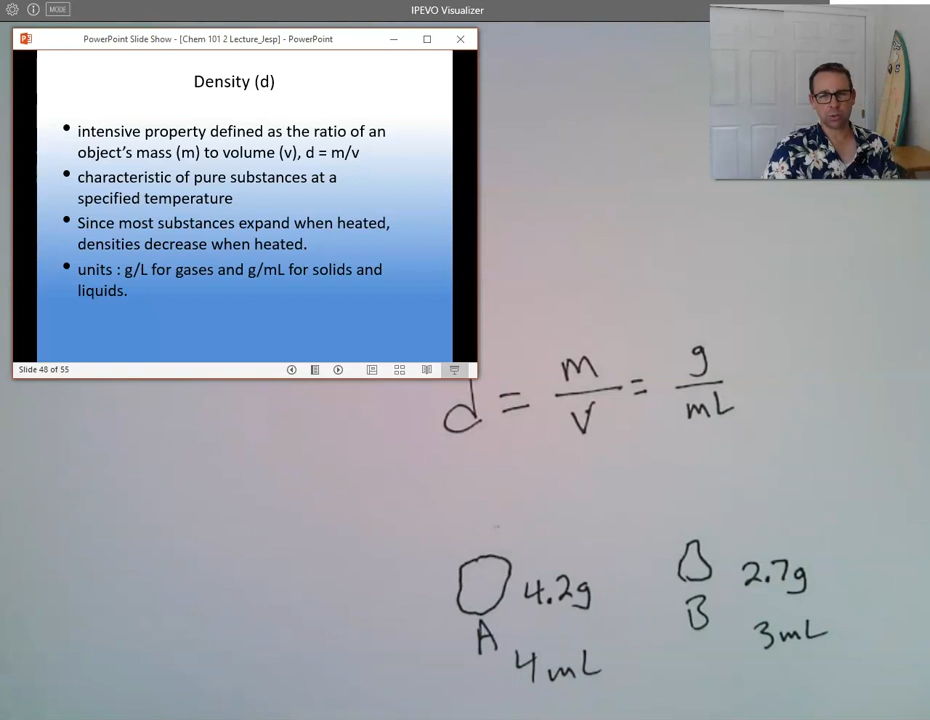 MODE
IPEVO Visualizer
PowerPoint Slide Show - [Chem 101 2 Lecture_Jesp] - PowerPoint
Density (d)
• intensive property defined as the ratio of an
object's mass (m) to volume (v), d = m/v
• characteristic of pure substances at a
specified temperature
• Since most substances expand when heated,
densities decrease when heated.
• units : g/L for gases and g/mL for solids and
liquids.
Slide 48 of 55
d = m/V = g/mL
4.2g
A
4mL
2.7g
B
3mL